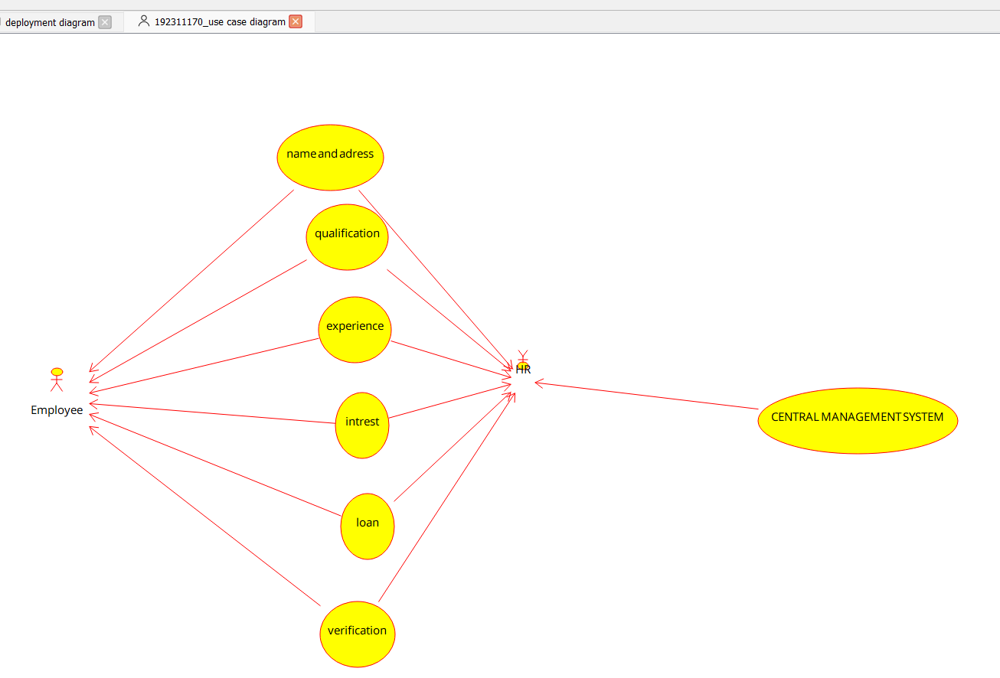 deployment diagram
192311170_use case diagram
name and adress
qualification
experience
HR
Employee
CENTRAL MANAGEMENT SYSTEM
intrest
loan
verification